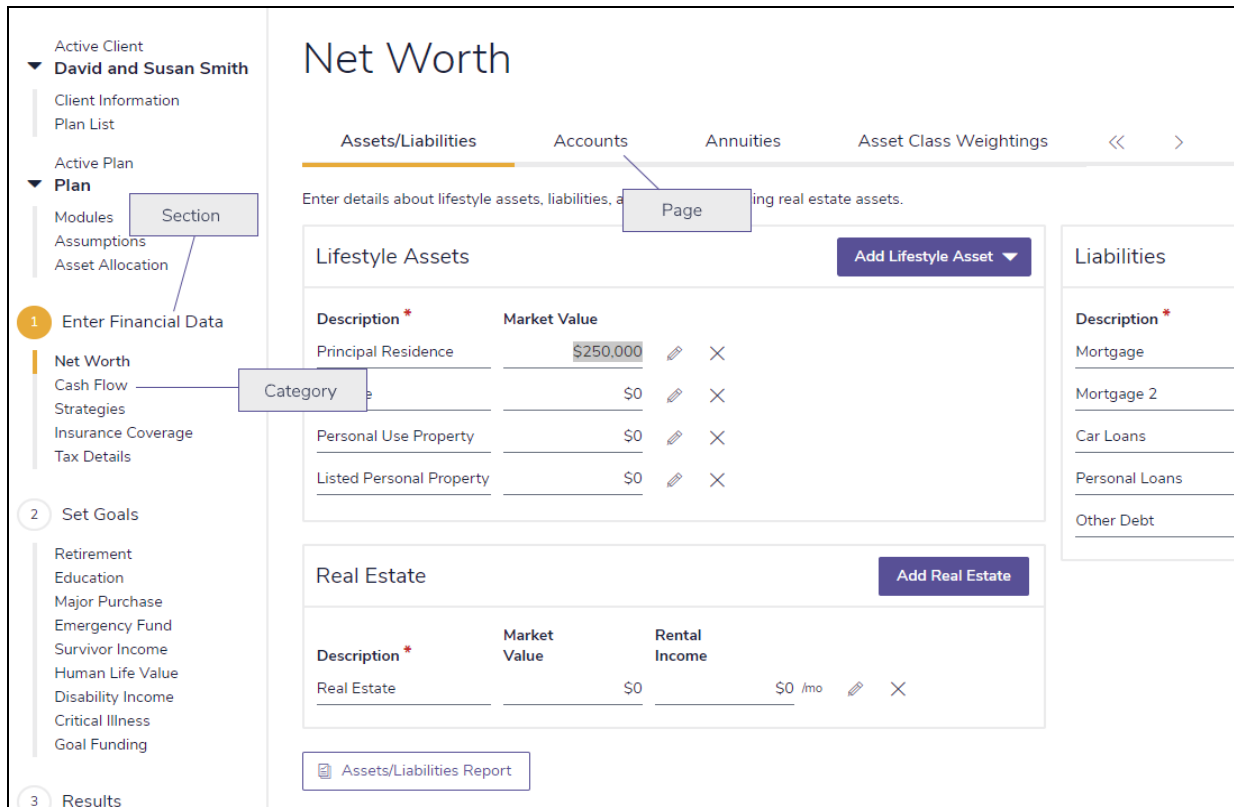 Active Client
David and Susan Smith
Client Information
Plan List
Active Plan
Plan
Modules
Section
Assumptions
Asset Allocation
1 Enter Financial Data
Net Worth
Cash Flow
Category
Strategies
Insurance Coverage
Tax Details
2 Set Goals
Retirement
Education
Major Purchase
Emergency Fund
Survivor Income
Human Life Value
Disability Income
Critical Illness
Goal Funding
3 Results
Net Worth
Assets/Liabilities Accounts Annuities Asset Class Weightings
Enter details about lifestyle assets, liabilities, a
Page
ing real estate assets.
Lifestyle Assets Add Lifestyle Asset
Description * Market Value
Principal Residence $250,000
e $0
Personal Use Property $0
Listed Personal Property $0
Real Estate Add Real Estate
Market Rental
Description * Value Income
Real Estate $0 $0 /mo
Assets/Liabilities Report
Liabilities
Description *
Mortgage
Mortgage 2
Car Loans
Personal Loans
Other Debt